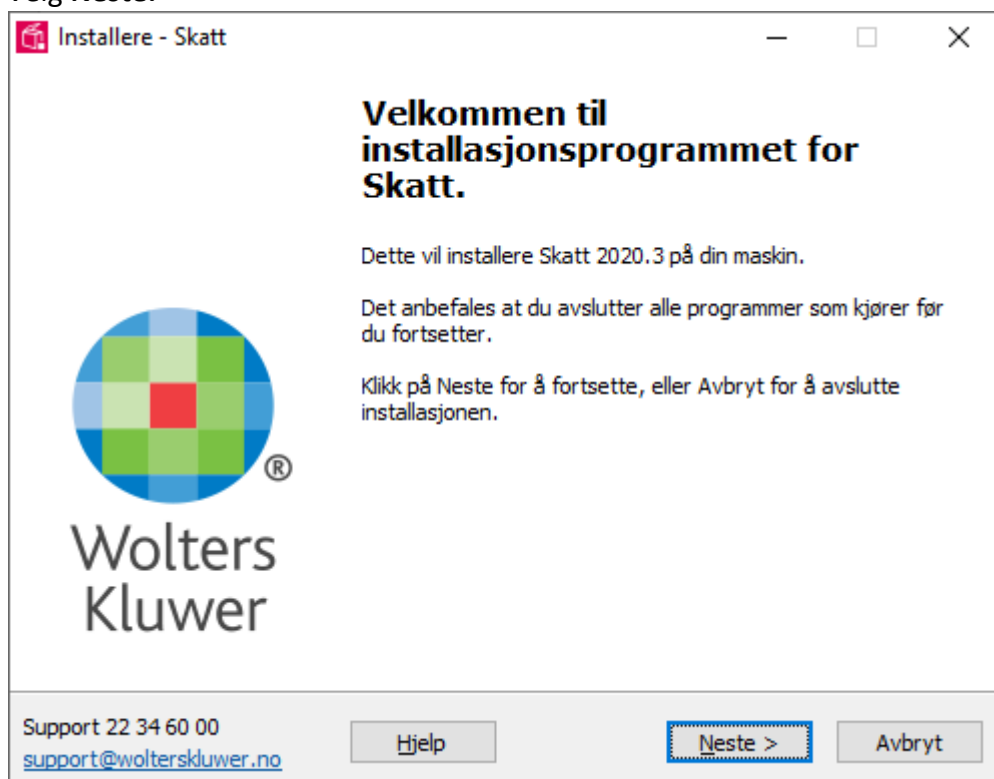 Installere - Skatt
Velkommen til
installasjonsprogrammet for
Skatt.
Dette vil installere Skatt 2020.3 på din maskin.
Det anbefales at du avslutter alle programmer som kjører før
du fortsetter.
Klikk på Neste for å fortsette, eller Avbryt for å avslutte
installasjonen.
®
Wolters
Kluwer
Support 22 34 60 00
support@wolterskluwer.no
Hjelp
Neste >
Avbryt